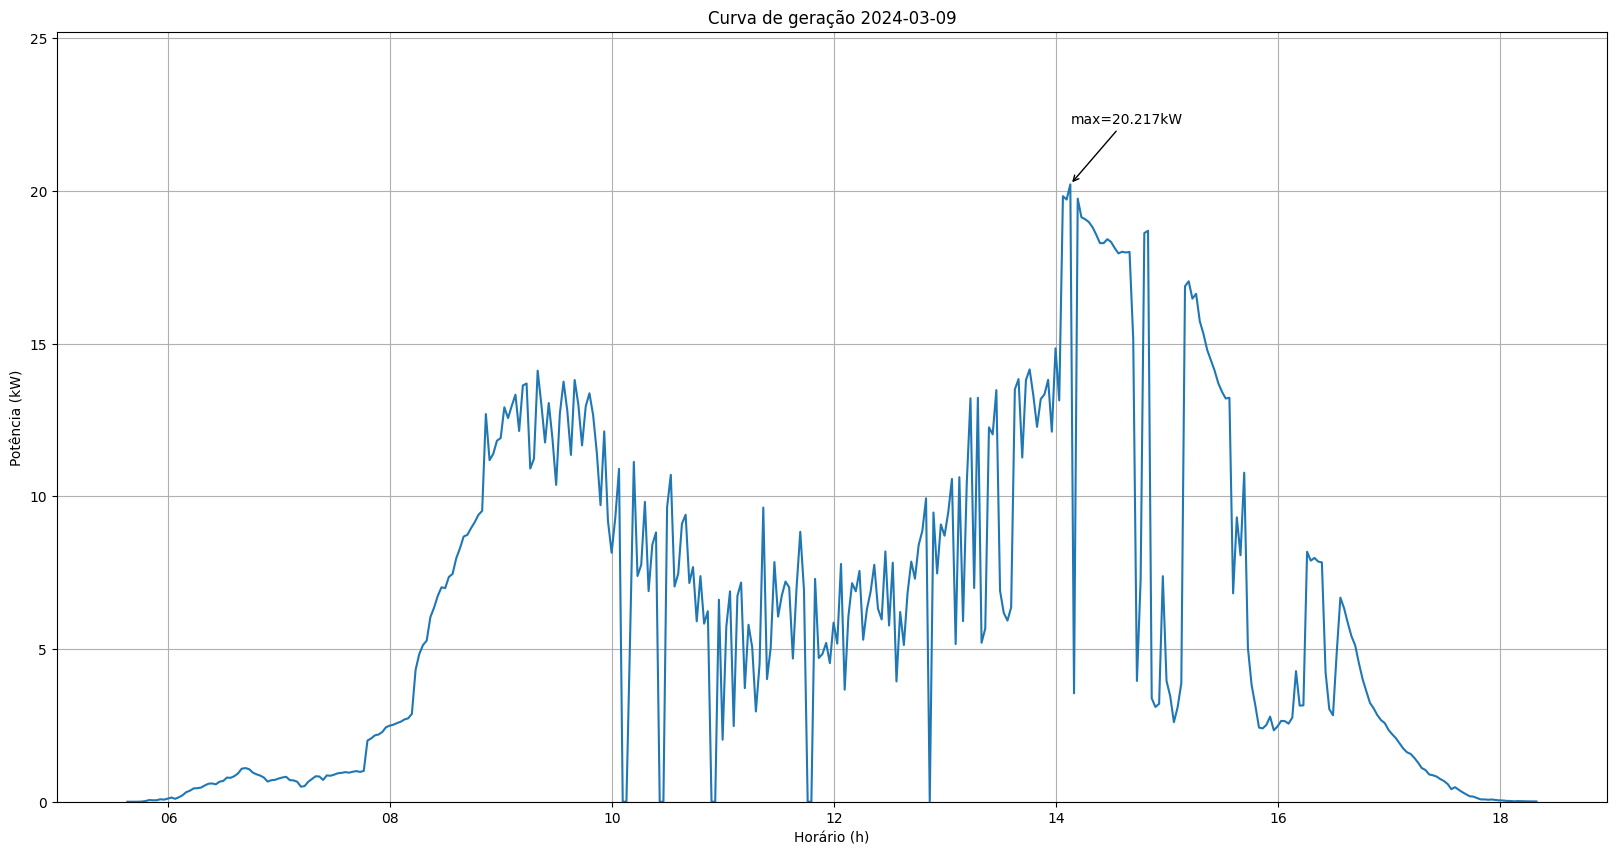 Curva de geração 2024-03-09
25
max=20.217kW
20
15
Potência (kW)
10
5
0
06 08 10 12 14 16 18
Horário (h)